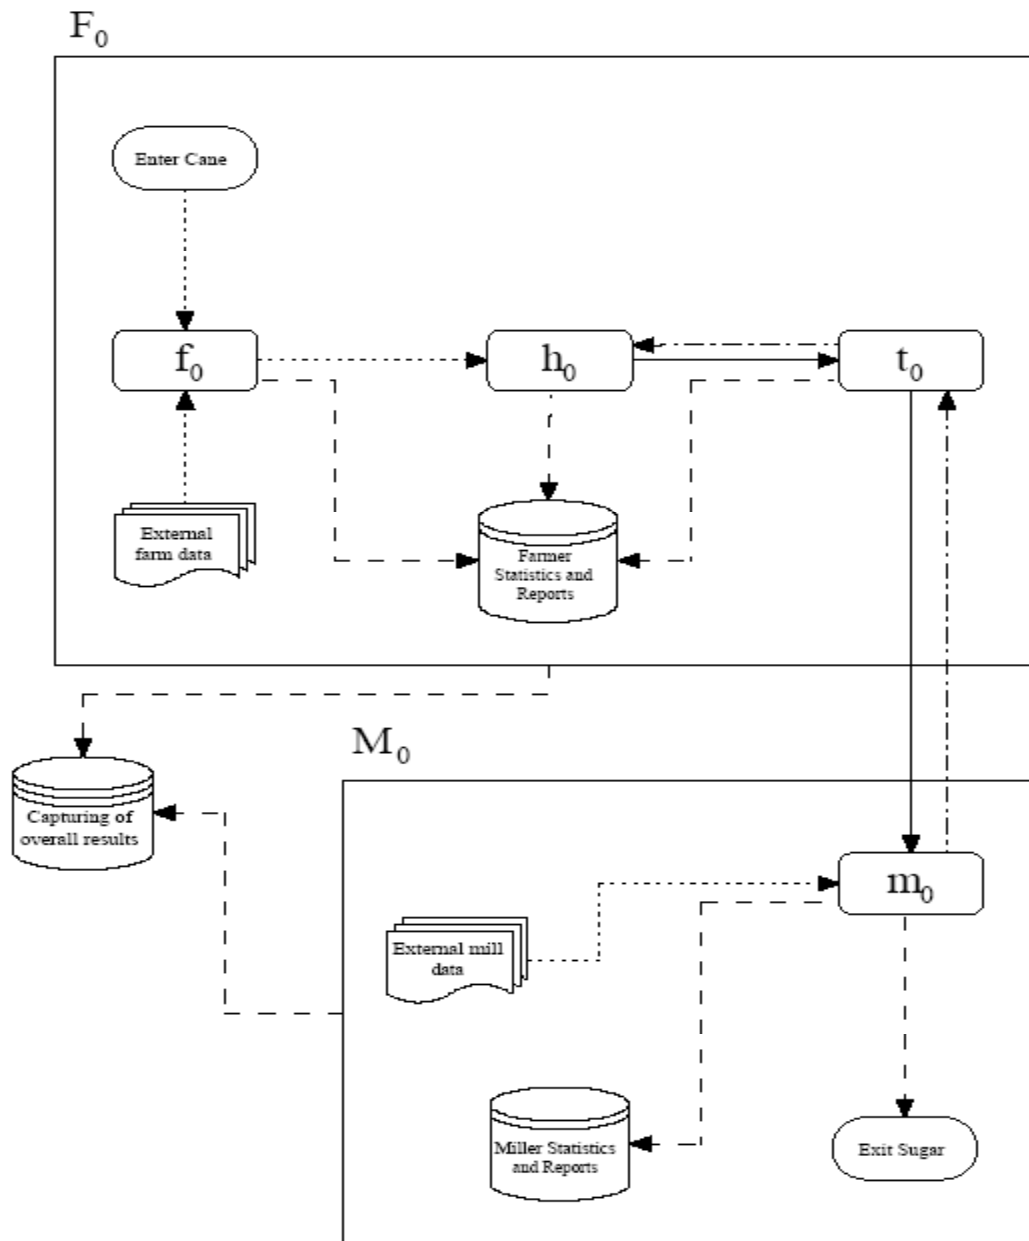 F₀
Enter Cane
f₀
h₀
t₀
External
farm data
Farmer
Statistics and
Reports
M₀
Capturing of
overall results
m₀
External mill
data
Miller Statistics
and Reports
Exit Sugar